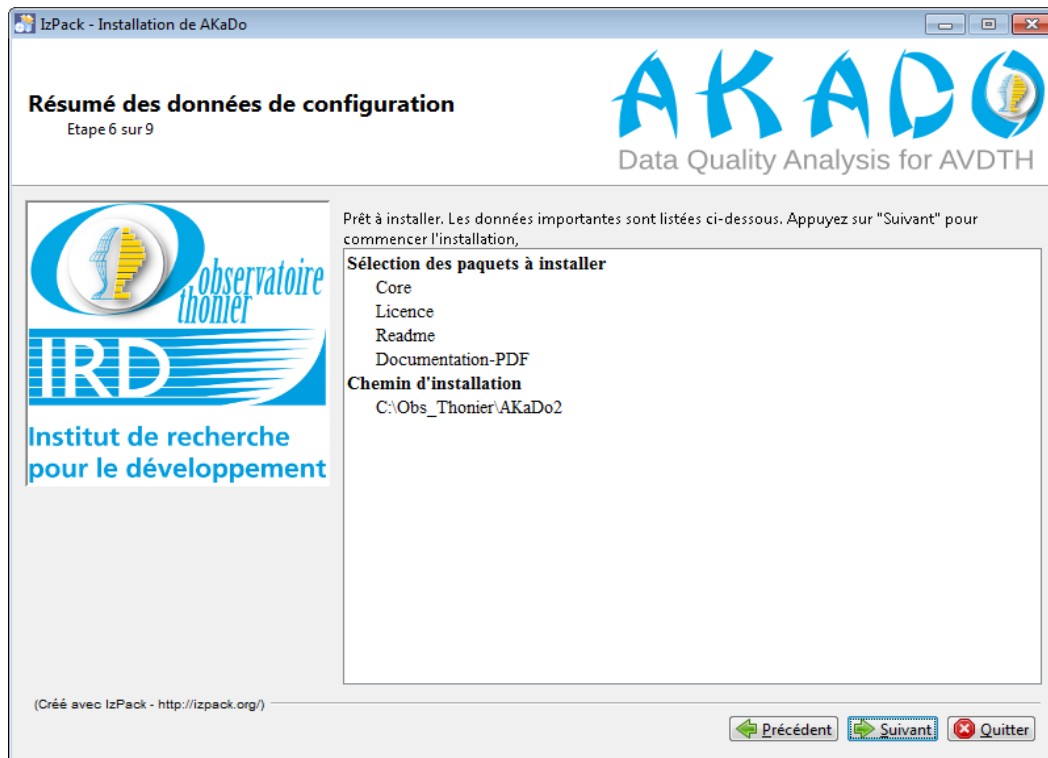 IzPack - Installation de AKaDo
Résumé des données de configuration
Etape 6 sur 9
AKADO
Data Quality Analysis for AVDTH
Observatoire
thonier
IRD
Institut de recherche
pour le développement
Prêt à installer. Les données importantes sont listées ci-dessous. Appuyez sur "Suivant" pour
commencer l'installation,
Sélection des paquets à installer
Core
Licence
Readme
Documentation-PDF
Chemin d'installation
C:\Obs_Thonier\AKaDo2
(Créé avec IzPack - http://izpack.org/)
Précédent
Suivant
Quitter